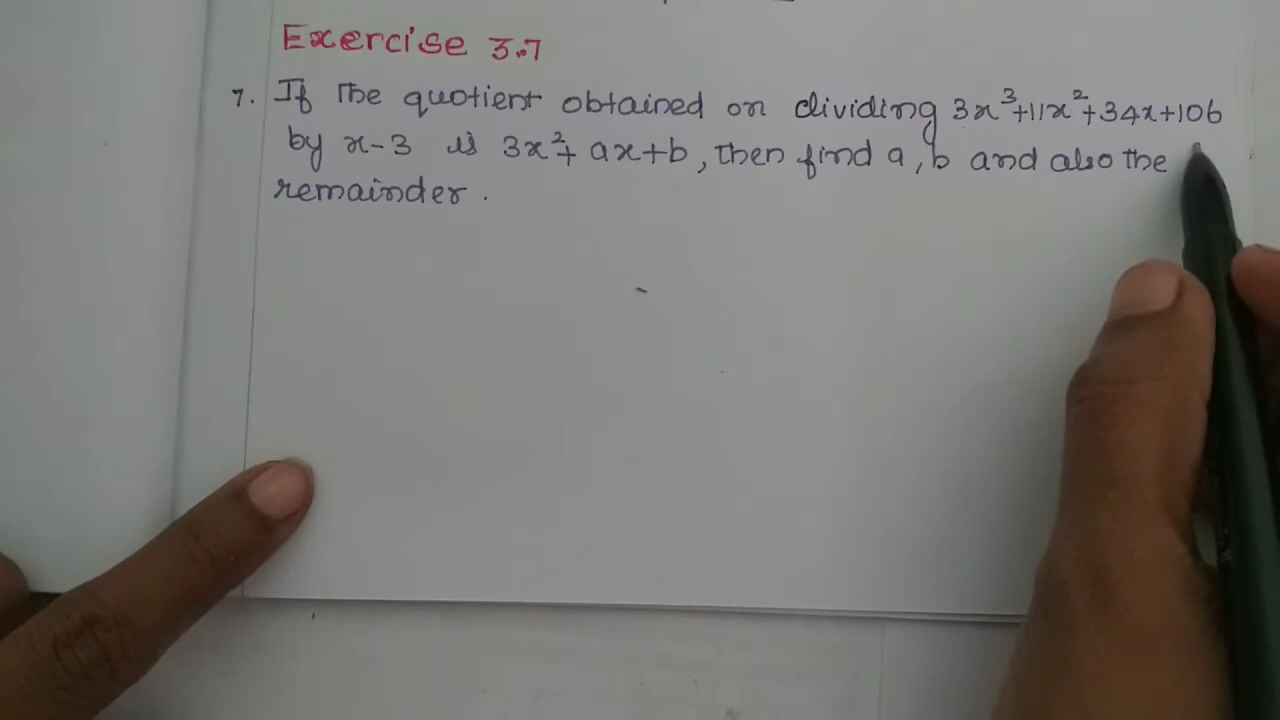 Exercise 3.7
7. If the quotient obtained on dividing 3x³+11x²+34x+106
by x-3 is 3x²+ ax+b, then find a, b and also the
remainder.